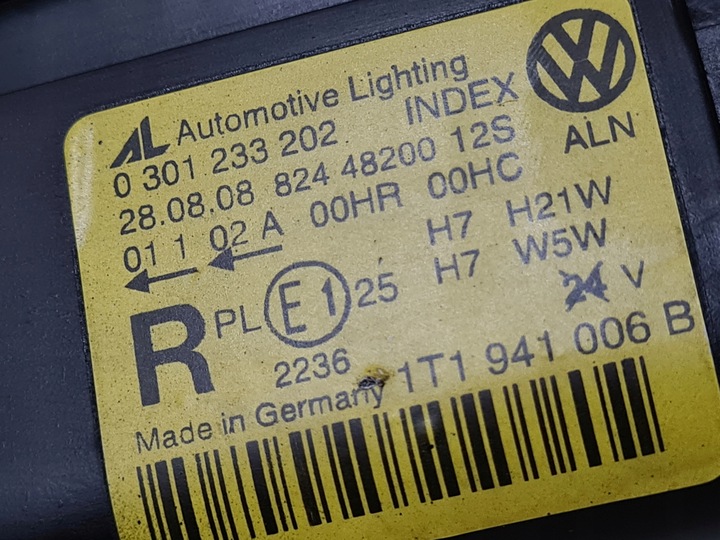 AL Automotive Lighting
0 301 233 202 INDEX
28.08.08 824 48200 12S
01 1 02 A 00HR 00HC
ALN
H7 H21W
H7 W5W
24 V
R PL E1 25
2236
1T1 941 006 B
Made in Germany